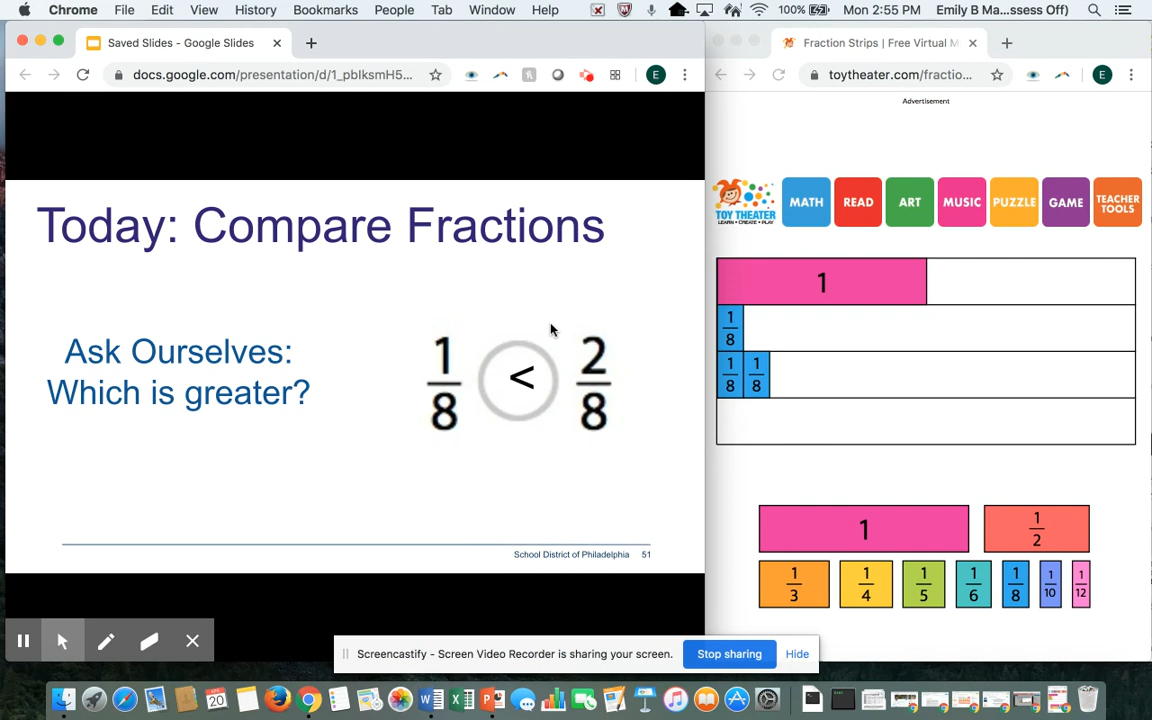 Chrome File Edit View History Bookmarks People Tab Window Help 100% Mon 2:55 PM Emily B Ma...ssess Off)
Saved Slides - Google Slides
Fraction Strips | Free Virtual M
docs.google.com/presentation/d/1_pbIksmH5...
E
toytheater.com/fractio...
E
Advertisement
TOY THEATER
LEARN • CREATE • PLAY
MATH
READ
ART
MUSIC
PUZZLE
GAME
TEACHER
TOOLS
Today: Compare Fractions
Ask Ourselves:
Which is greater?
1/8 < 2/8
1
1/8
1/8 1/8
School District of Philadelphia 51
1 1/2
1/3 1/4 1/5 1/6 1/8 1/10 1/12
Screencastify - Screen Video Recorder is sharing your screen. Stop sharing Hide
20